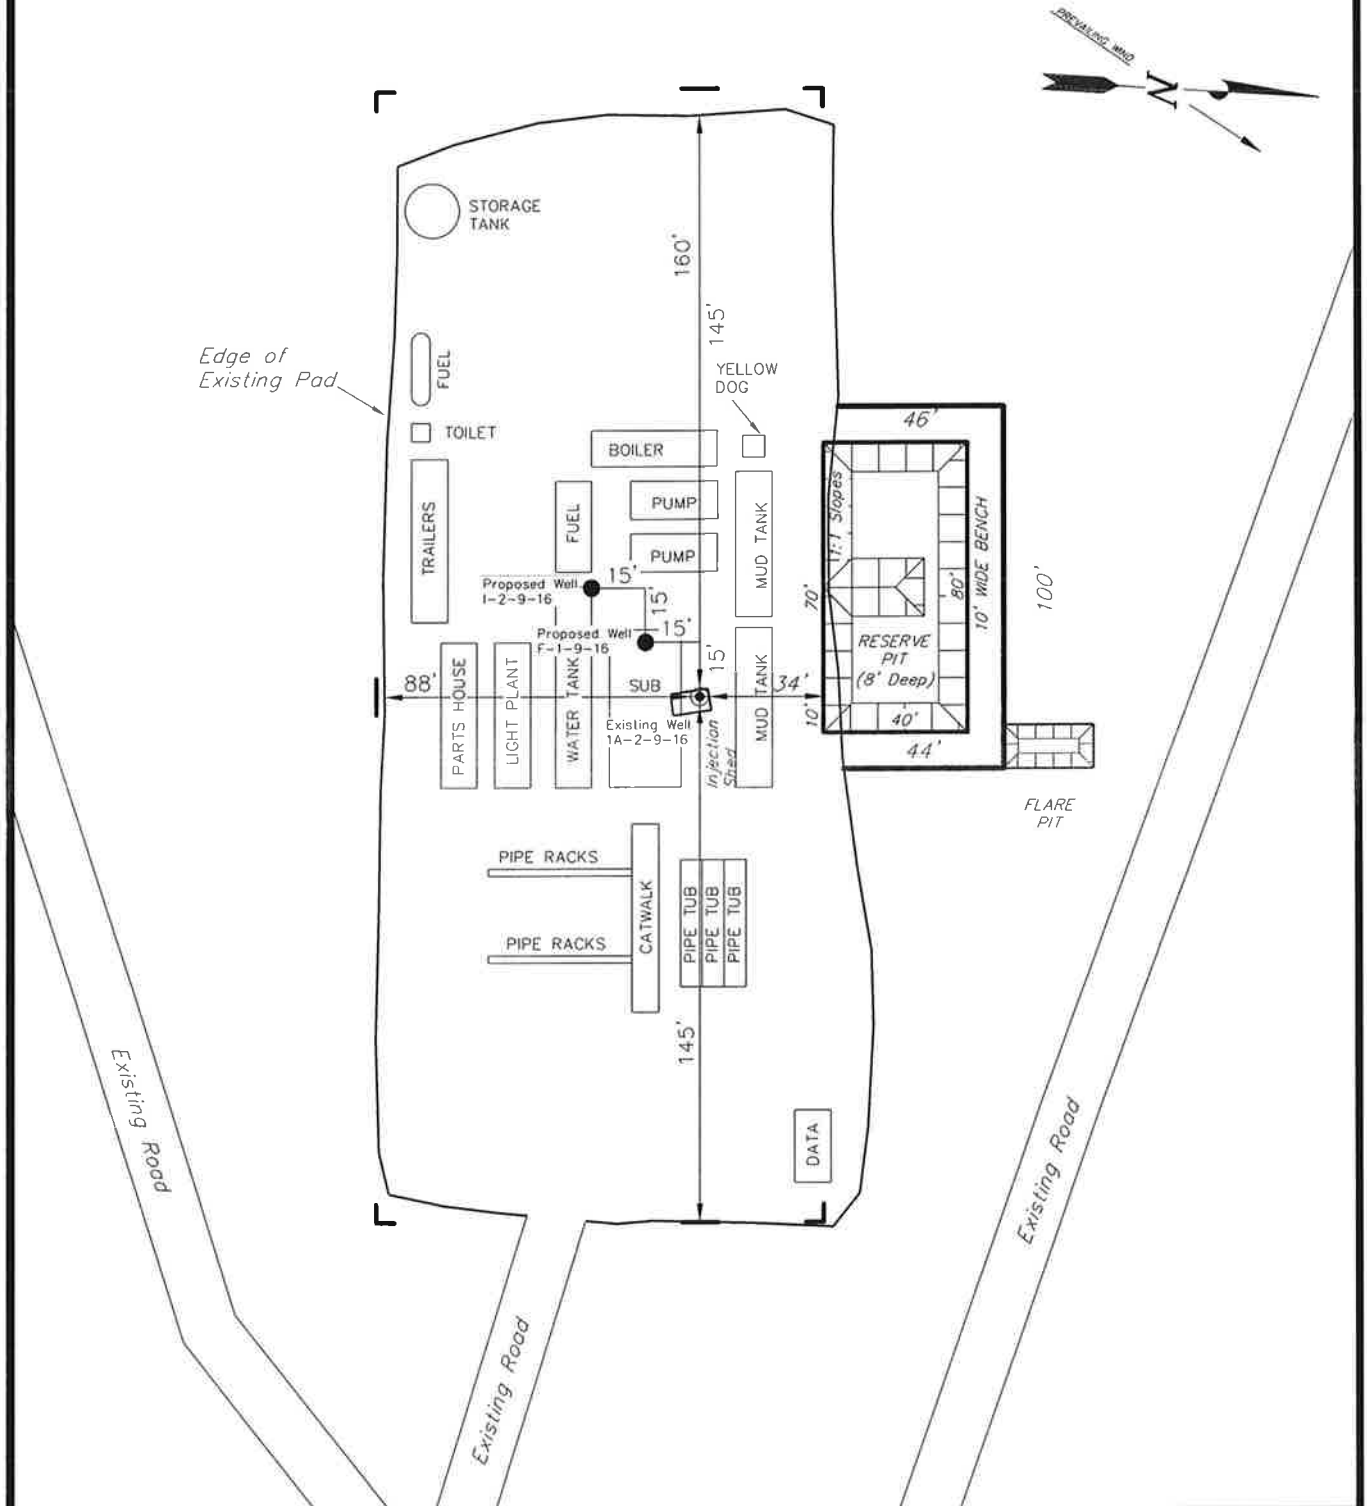 PREVAILING WIND
N
STORAGE
TANK
160'
145'
Edge of
Existing Pad
FUEL
YELLOW
DOG
TOILET
BOILER
46'
TRAILERS
FUEL
PUMP
PUMP
MUD TANK
1:1 Slopes
10' WIDE BENCH
100'
80'
70'
Proposed Well
I-2-9-16
15'
15'
Proposed Well
F-1-9-16
15'
15'
RESERVE
PIT
(8' Deep)
88'
PARTS HOUSE
LIGHT PLANT
WATER TANK
SUB
Existing Well
1A-2-9-16
Injection
Shed
MUD TANK
34'
10'
40'
44'
FLARE
PIT
PIPE RACKS
PIPE RACKS
CATWALK
PIPE TUB
PIPE TUB
PIPE TUB
145'
DATA
Existing Road
Existing Road
Existing Road